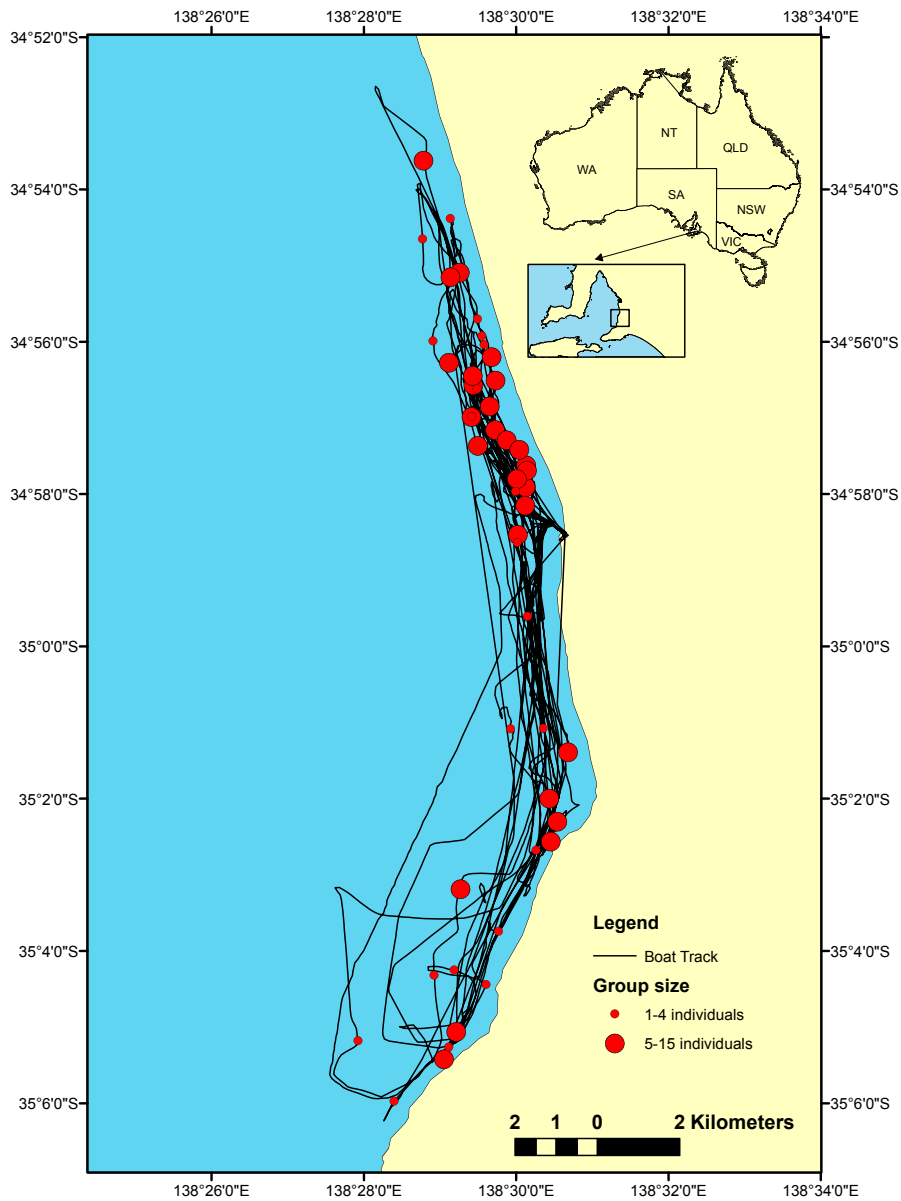 138°26'0"E 138°28'0"E 138°30'0"E 138°32'0"E 138°34'0"E
34°52'0"S
34°54'0"S 34°54'0"S
34°56'0"S 34°56'0"S
34°58'0"S 34°58'0"S
35°0'0"S 35°0'0"S
35°2'0"S 35°2'0"S
35°4'0"S 35°4'0"S
35°6'0"S 35°6'0"S
NT
QLD
WA
SA
NSW
VIC
Legend
Boat Track
Group size
1-4 individuals
5-15 individuals
2 1 0 2 Kilometers
138°26'0"E 138°28'0"E 138°30'0"E 138°32'0"E 138°34'0"E